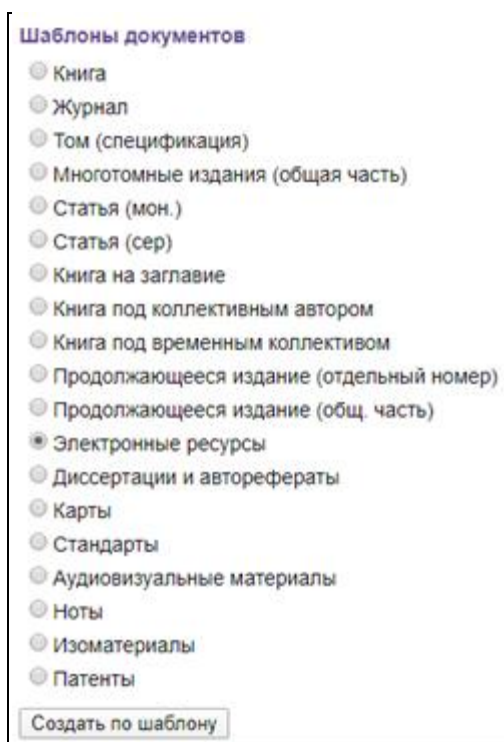 Шаблоны документов
Книга
Журнал
Том (спецификация)
Многотомные издания (общая часть)
Статья (мон.)
Статья (сер)
Книга на заглавие
Книга под коллективным автором
Книга под временным коллективом
Продолжающееся издание (отдельный номер)
Продолжающееся издание (общ. часть)
Электронные ресурсы
Диссертации и авторефераты
Карты
Стандарты
Аудиовизуальные материалы
Ноты
Изоматериалы
Патенты
Создать по шаблону